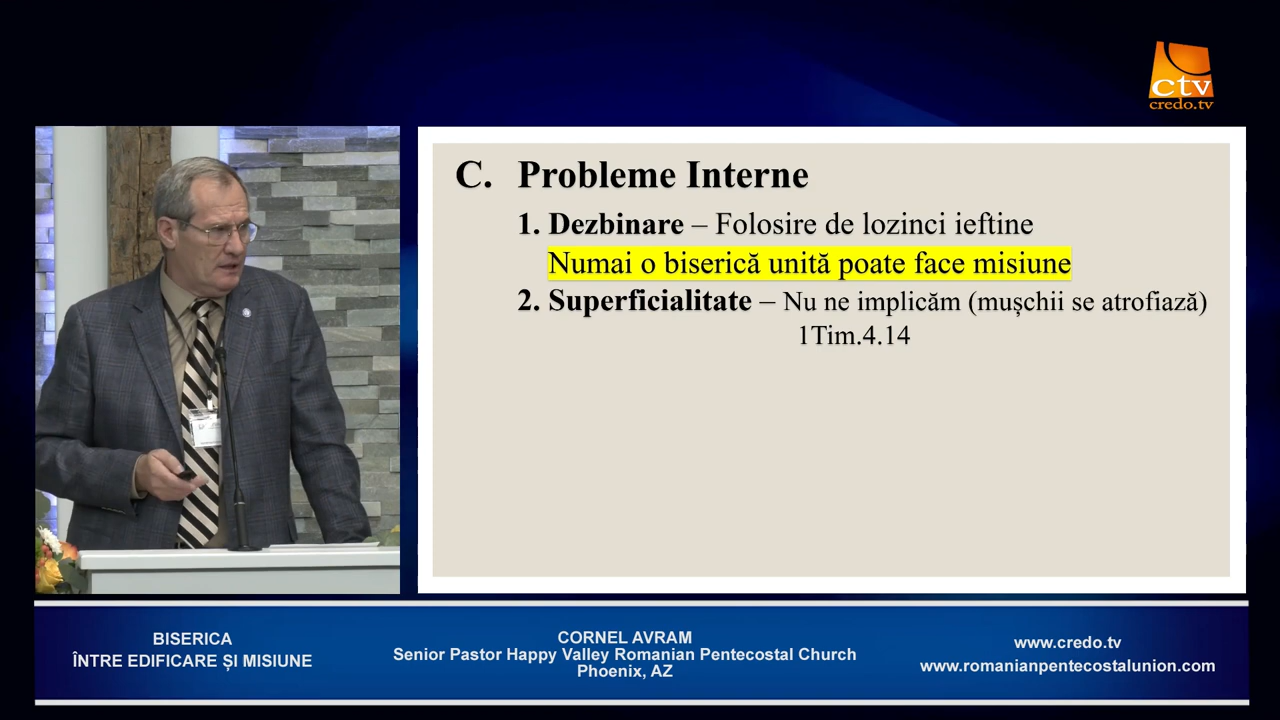 ctv
credo.tv
C. Probleme Interne
1. Dezbinare – Folosire de lozinci ieftine
Numai o biserică unită poate face misiune
2. Superficialitate – Nu ne implicăm (mușchii se atrofiază)
1Tim.4.14
BISERICA
ÎNTRE EDIFICARE ȘI MISIUNE
CORNEL AVRAM
Senior Pastor Happy Valley Romanian Pentecostal Church
Phoenix, AZ
www.credo.tv
www.romanianpentecostalunion.com